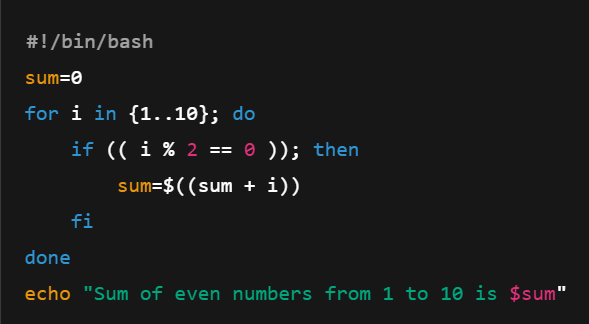 #!/bin/bash
sum=0
for i in {1..10}; do
    if (( i % 2 == 0 )); then
        sum=$((sum + i))
    fi
done
echo "Sum of even numbers from 1 to 10 is $sum"